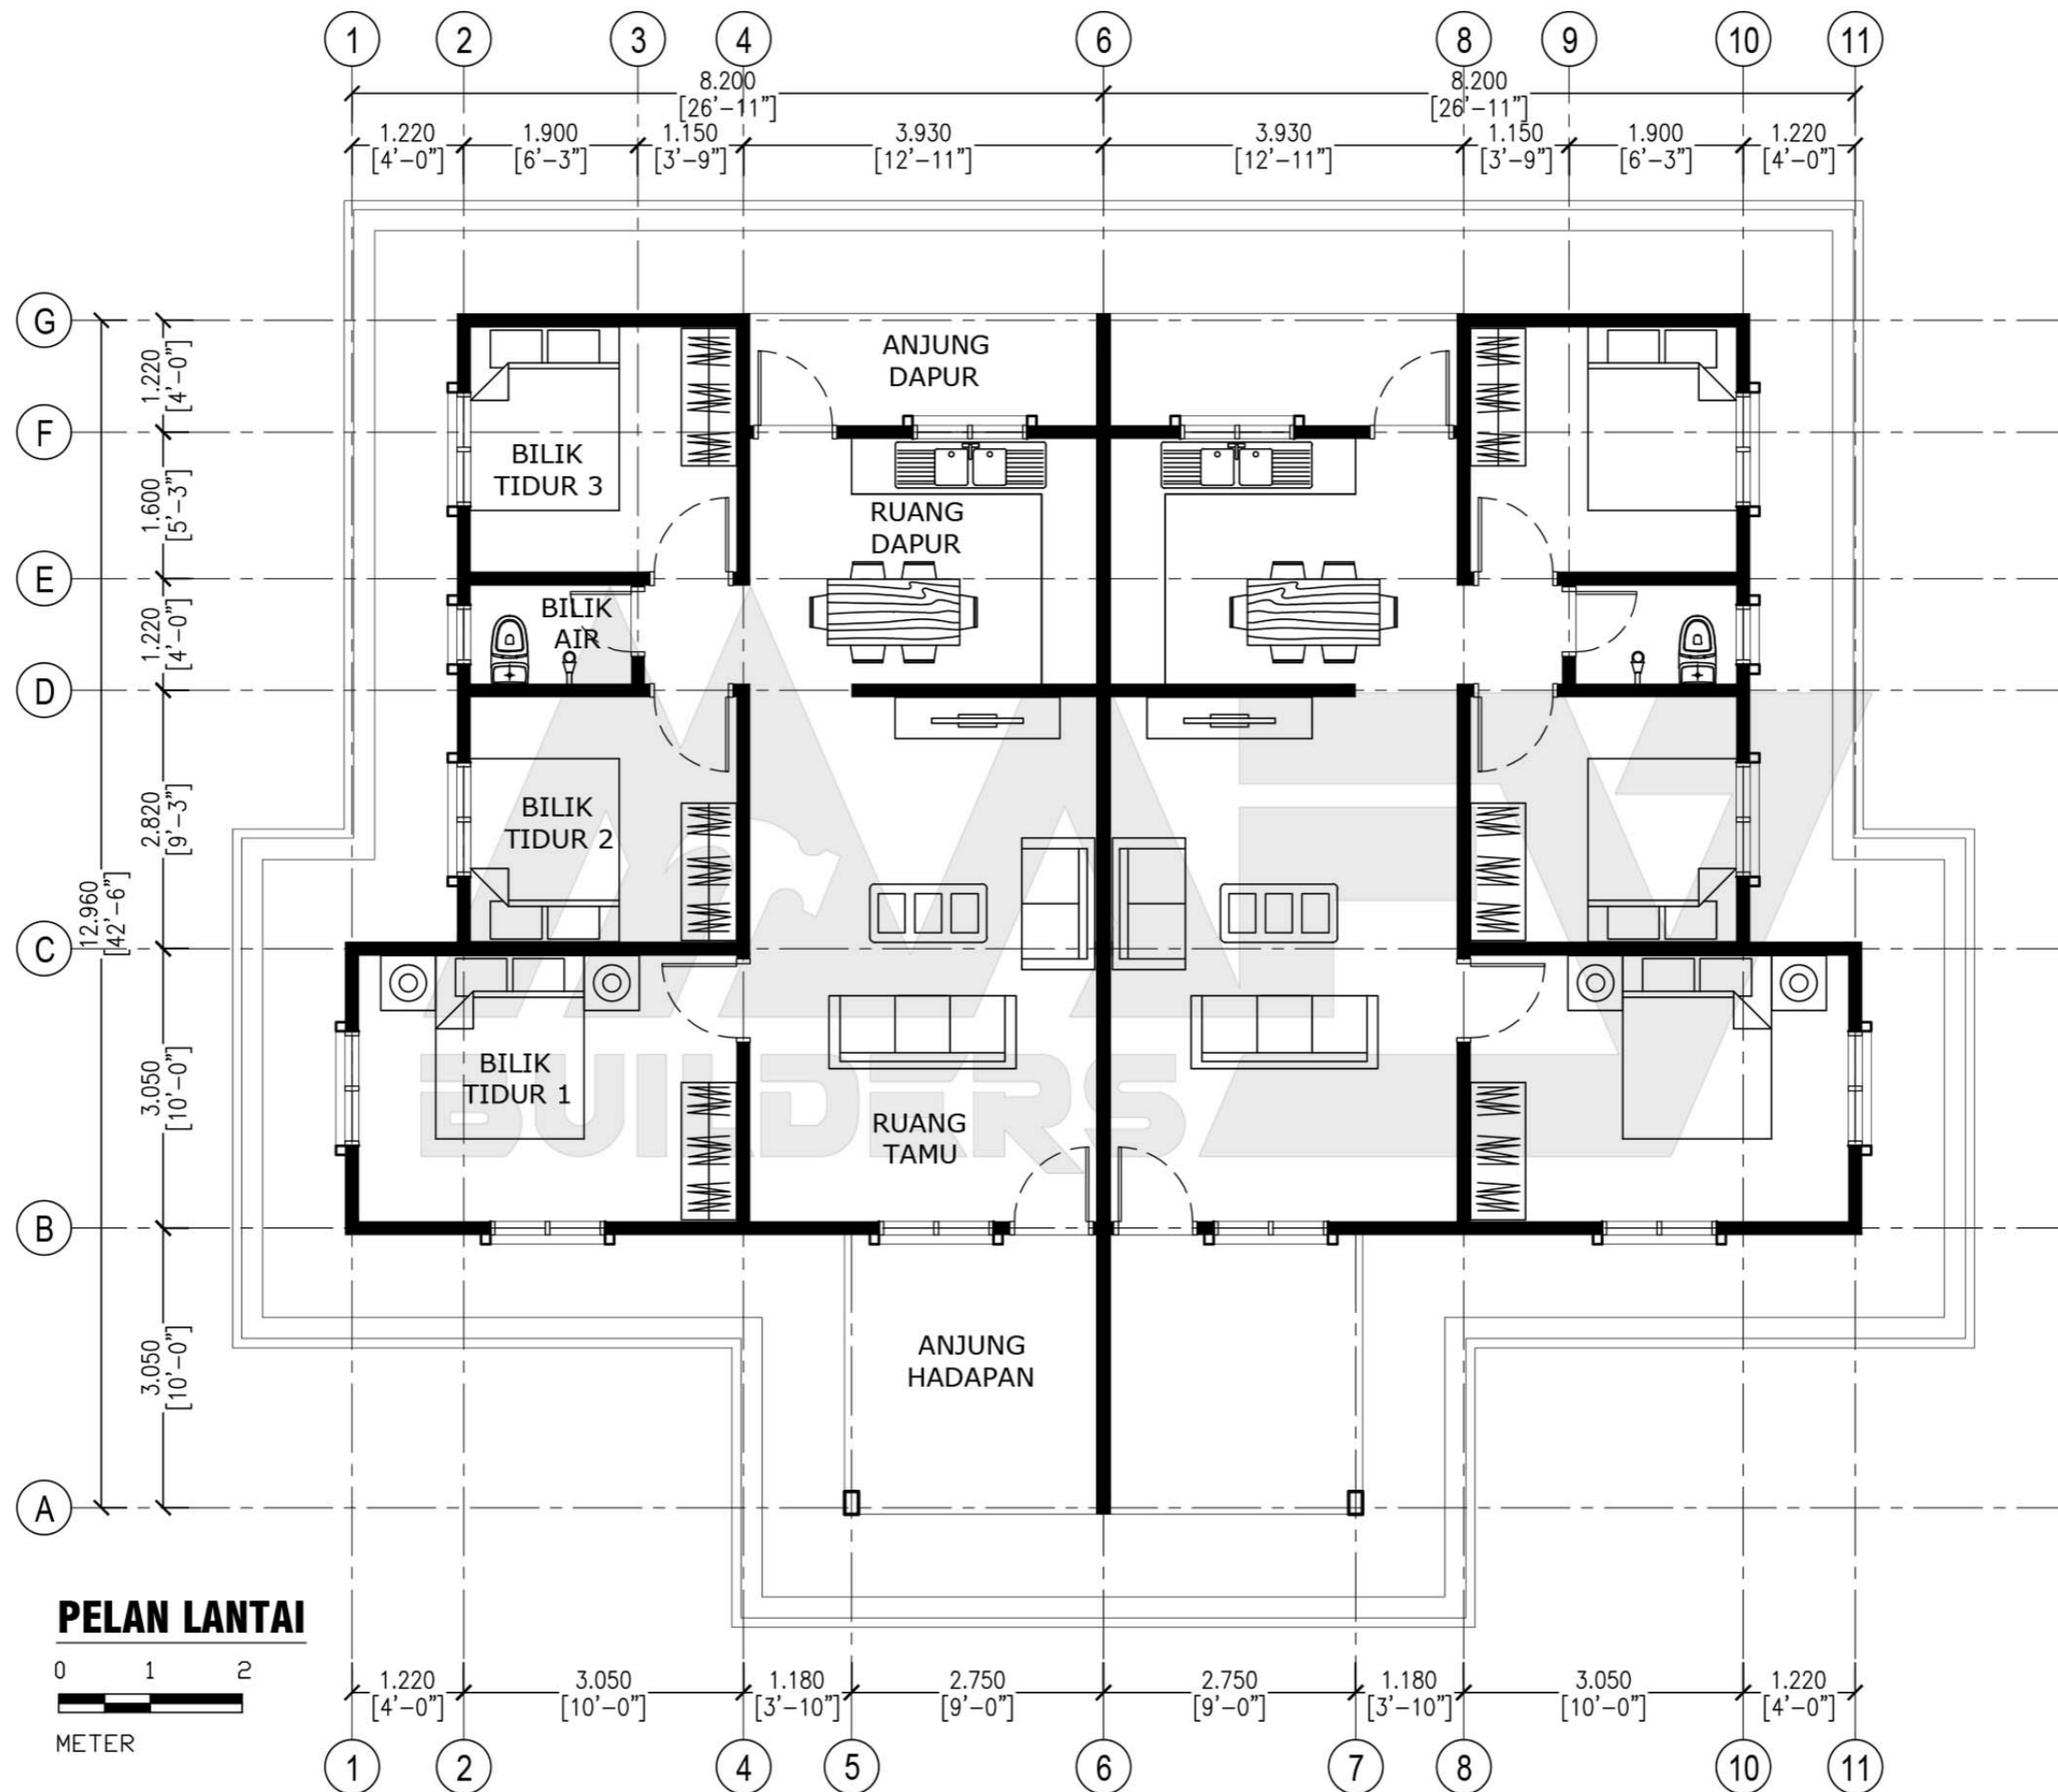 1 2 3 4 6 8 9 10 11
8.200 8.200
[26'-11"] [26'-11"]
1.220 1.900 1.150 3.930 3.930 1.150 1.900 1.220
[4'-0"] [6'-3"] [3'-9"] [12'-11"] [12'-11"] [3'-9"] [6'-3"] [4'-0"]
G
ANJUNG
DAPUR
1.220
[4'-0"]
F
BILIK
TIDUR 3
1.600
[5'-3"]
RUANG
DAPUR
E
BILIK
AIR
1.220
[4'-0"]
D
BILIK
TIDUR 2
2.820
[9'-3"]
12.960
[42'-6"]
C
BILIK
TIDUR 1
3.050
[10'-0"]
BUILDERS
RUANG
TAMU
B
ANJUNG
HADAPAN
3.050
[10'-0"]
A
PELAN LANTAI
0 1 2
METER
1.220 3.050 1.180 2.750 2.750 1.180 3.050 1.220
[4'-0"] [10'-0"] [3'-10"] [9'-0"] [9'-0"] [3'-10"] [10'-0"] [4'-0"]
1 2 4 5 6 7 8 10 11